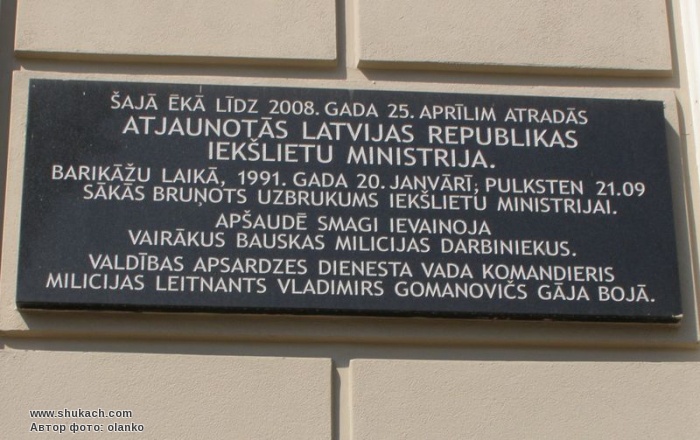 ŠAJĀ ĒKĀ LĪDZ 2008. GADA 25. APRĪLIM ATRADĀS
ATJAUNOTĀS LATVIJAS REPUBLIKAS
IEKŠLIETU MINISTRIJA.
BARIKĀŽU LAIKĀ, 1991. GADA 20. JANVĀRĪ, PULKSTEN 21.09
SĀKĀS BRUŅOTS UZBRUKUMS IEKŠLIETU MINISTRIJAI.
APŠAUDĒ SMAGI IEVAINOJA
VAIRĀKUS BAUSKAS MILICIJAS DARBINIEKUS.
VALDĪBAS APSARDZES DIENESTA VADA KOMANDIERIS
MILICIJAS LEITNANTS VLADIMIRS GOMANOVIČS GĀJA BOJĀ.
www.shukach.com
Автор фото: olanko